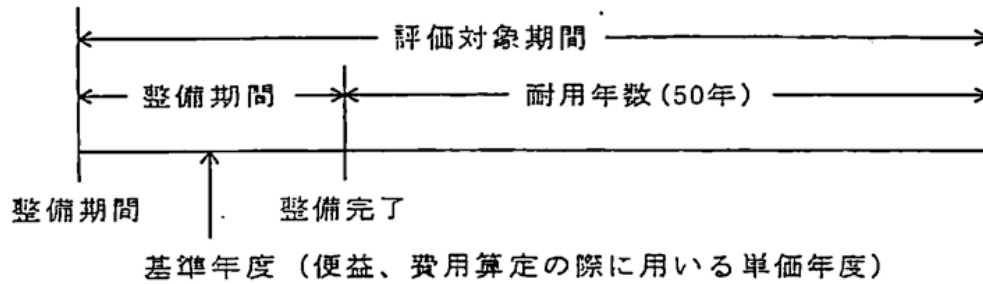 評価対象期間
整備期間 耐用年数(50年)
整備期間 整備完了
基準年度(便益、費用算定の際に用いる単価年度)